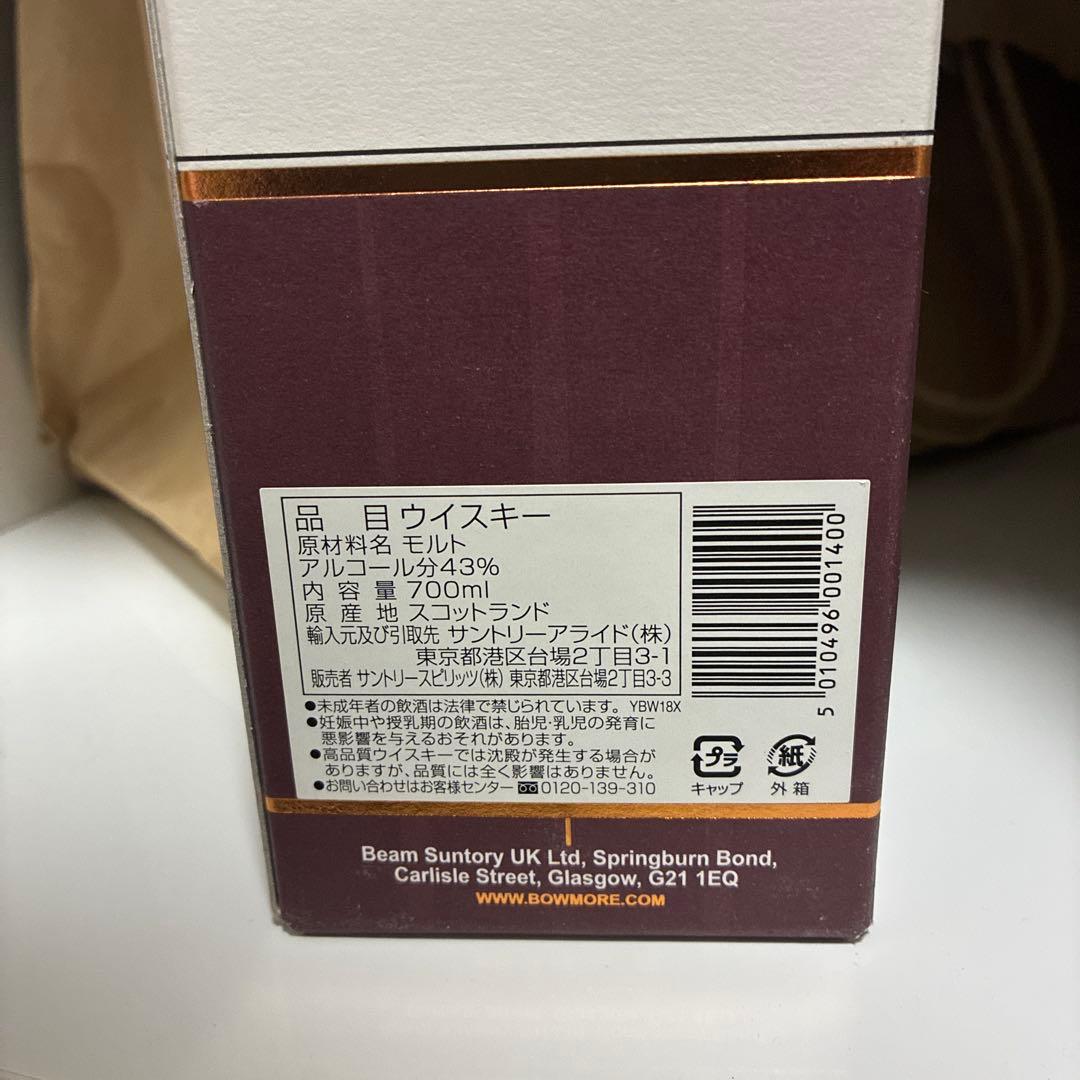 品 目 ウイスキー
原材料名 モルト
アルコール分43%
内 容 量 700ml
原 産 地 スコットランド
輸入元及び引取先 サントリーアライド(株)
東京都港区台場2丁目3-1
販売者 サントリースピリッツ(株) 東京都港区台場2丁目3-3
●未成年者の飲酒は法律で禁じられています。 YBW18X
●妊娠中や授乳期の飲酒は、胎児・乳児の発育に
悪影響を与えるおそれがあります。
●高品質ウイスキーでは沈殿が発生する場合が
ありますが、品質には全く影響はありません。
●お問い合わせはお客様センター 0120-139-310
5 010496 001400
プラ
キャップ
紙
外箱
Beam Suntory UK Ltd, Springburn Bond,
Carlisle Street, Glasgow, G21 1EQ
WWW.BOWMORE.COM